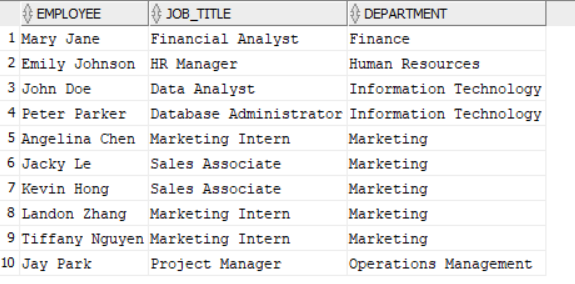 EMPLOYEE JOB_TITLE DEPARTMENT
1 Mary Jane Financial Analyst Finance
2 Emily Johnson HR Manager Human Resources
3 John Doe Data Analyst Information Technology
4 Peter Parker Database Administrator Information Technology
5 Angelina Chen Marketing Intern Marketing
6 Jacky Le Sales Associate Marketing
7 Kevin Hong Sales Associate Marketing
8 Landon Zhang Marketing Intern Marketing
9 Tiffany Nguyen Marketing Intern Marketing
10 Jay Park Project Manager Operations Management